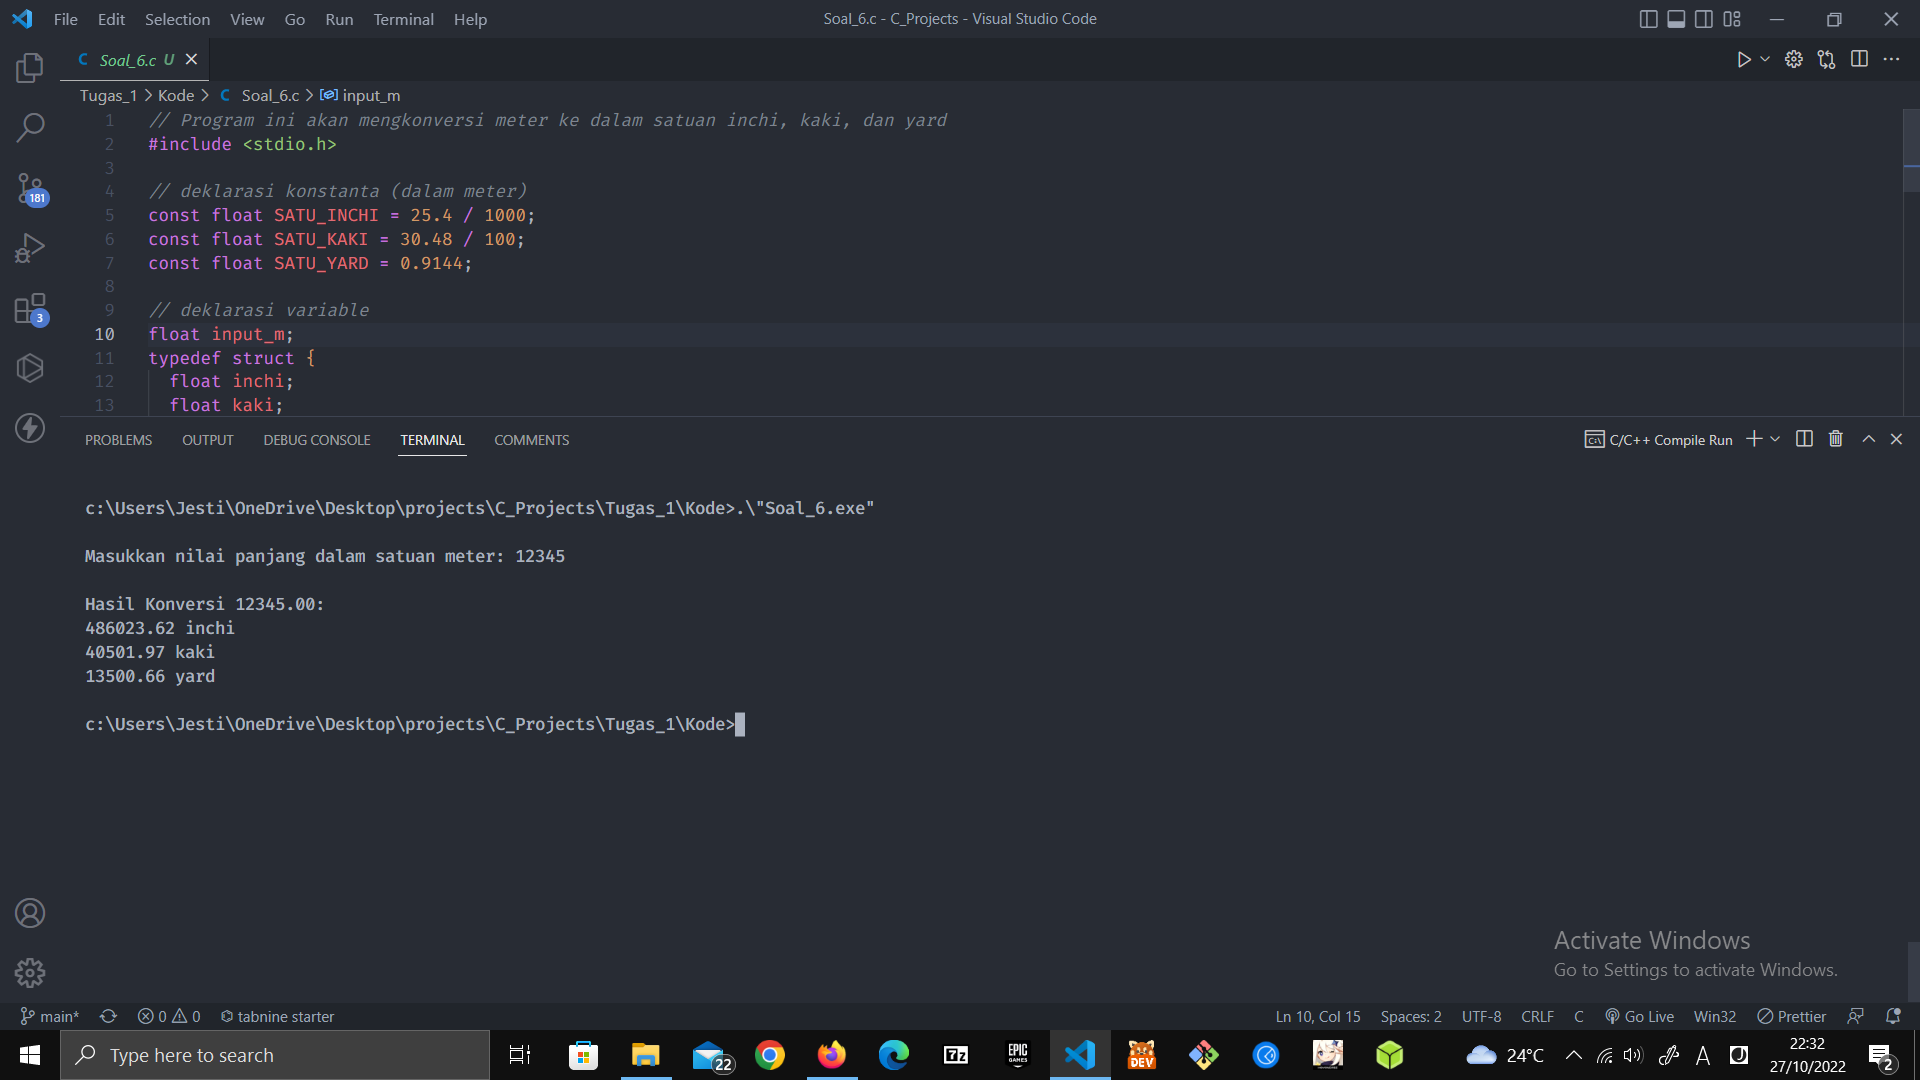 File Edit Selection View Go Run Terminal Help
Soal_6.c - C_Projects - Visual Studio Code
C Soal_6.c U
Tugas_1 > Kode > C Soal_6.c > input_m
1 // Program ini akan mengkonversi meter ke dalam satuan inchi, kaki, dan yard
2 #include <stdio.h>
3
4 // deklarasi konstanta (dalam meter)
5 const float SATU_INCHI = 25.4 / 1000;
6 const float SATU_KAKI = 30.48 / 100;
7 const float SATU_YARD = 0.9144;
8
9 // deklarasi variable
10 float input_m;
11 typedef struct {
12 float inchi;
13 float kaki;
181
3
PROBLEMS OUTPUT DEBUG CONSOLE TERMINAL COMMENTS
C/C++ Compile Run
c:\Users\Jesti\OneDrive\Desktop\projects\C_Projects\Tugas_1\Kode>.\"Soal_6.exe"
Masukkan nilai panjang dalam satuan meter: 12345
Hasil Konversi 12345.00:
486023.62 inchi
40501.97 kaki
13500.66 yard
c:\Users\Jesti\OneDrive\Desktop\projects\C_Projects\Tugas_1\Kode>
Activate Windows
Go to Settings to activate Windows.
main* 0 0 tabnine starter
Ln 10, Col 15 Spaces: 2 UTF-8 CRLF C Go Live Win32 Prettier
Type here to search
22
7z
EPIC GAMES
DEV
24°C
A
22:32
27/10/2022
2